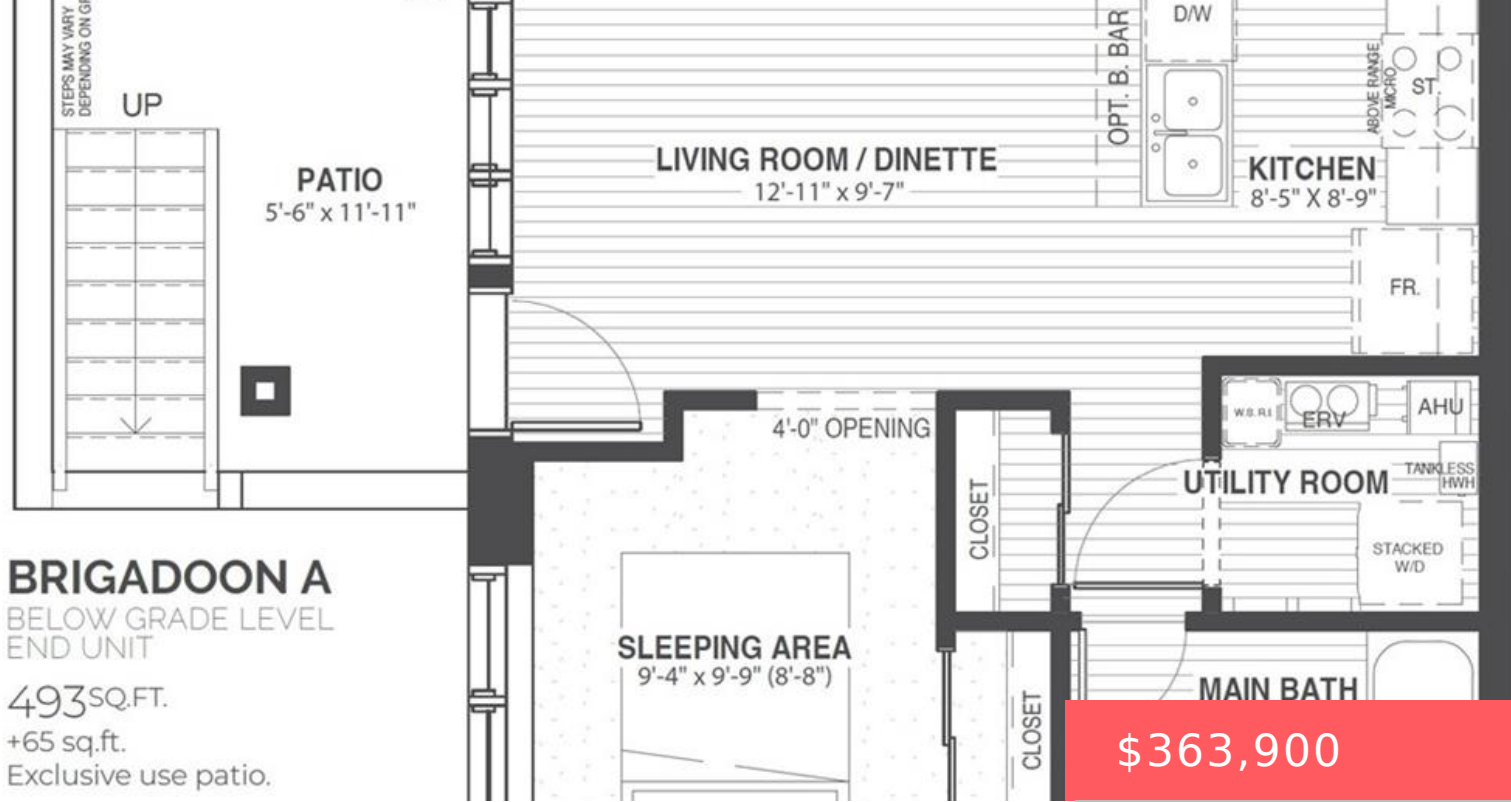 STEPS MAY VARY
DEPENDING ON
UP
PATIO
5'-6" x 11'-11"
LIVING ROOM / DINETTE
12'-11" x 9'-7"
OPT. B. BAR
D/W
KITCHEN
8'-5" X 8'-9"
ABOVE RANGE
MICRO
ST.
FR.
4'-0" OPENING
CLOSET
W.S.R.I.
ERV
AHU
UTILITY ROOM
TANKLESS
HWH
STACKED
W/D
BRIGADOON A
BELOW GRADE LEVEL
END UNIT
493 SQ.FT.
+65 sq.ft.
Exclusive use patio.
SLEEPING AREA
9'-4" x 9'-9" (8'-8")
CLOSET
MAIN BATH
$363,900